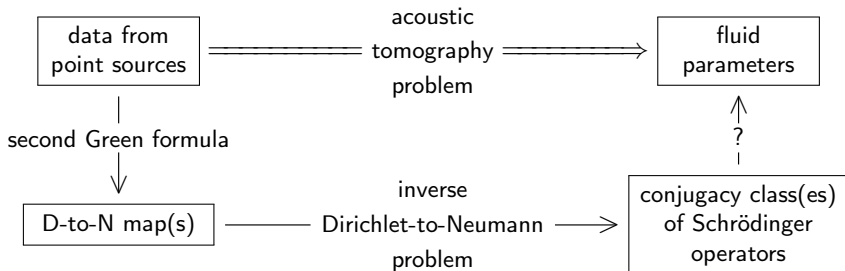 acoustic
data from
point sources
tomography
problem
fluid
parameters
second Green formula
?
D-to-N map(s)
inverse
Dirichlet-to-Neumann
problem
conjugacy class(es)
of Schrödinger
operators